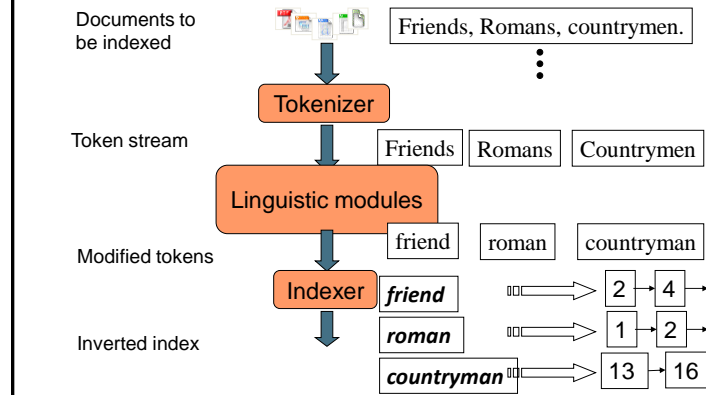 Documents to
be indexed
Friends, Romans, countrymen.
Tokenizer
Token stream
Friends Romans Countrymen
Linguistic modules
friend roman countryman
Modified tokens
Indexer
friend 2 4
roman 1 2
Inverted index
countryman 13 16